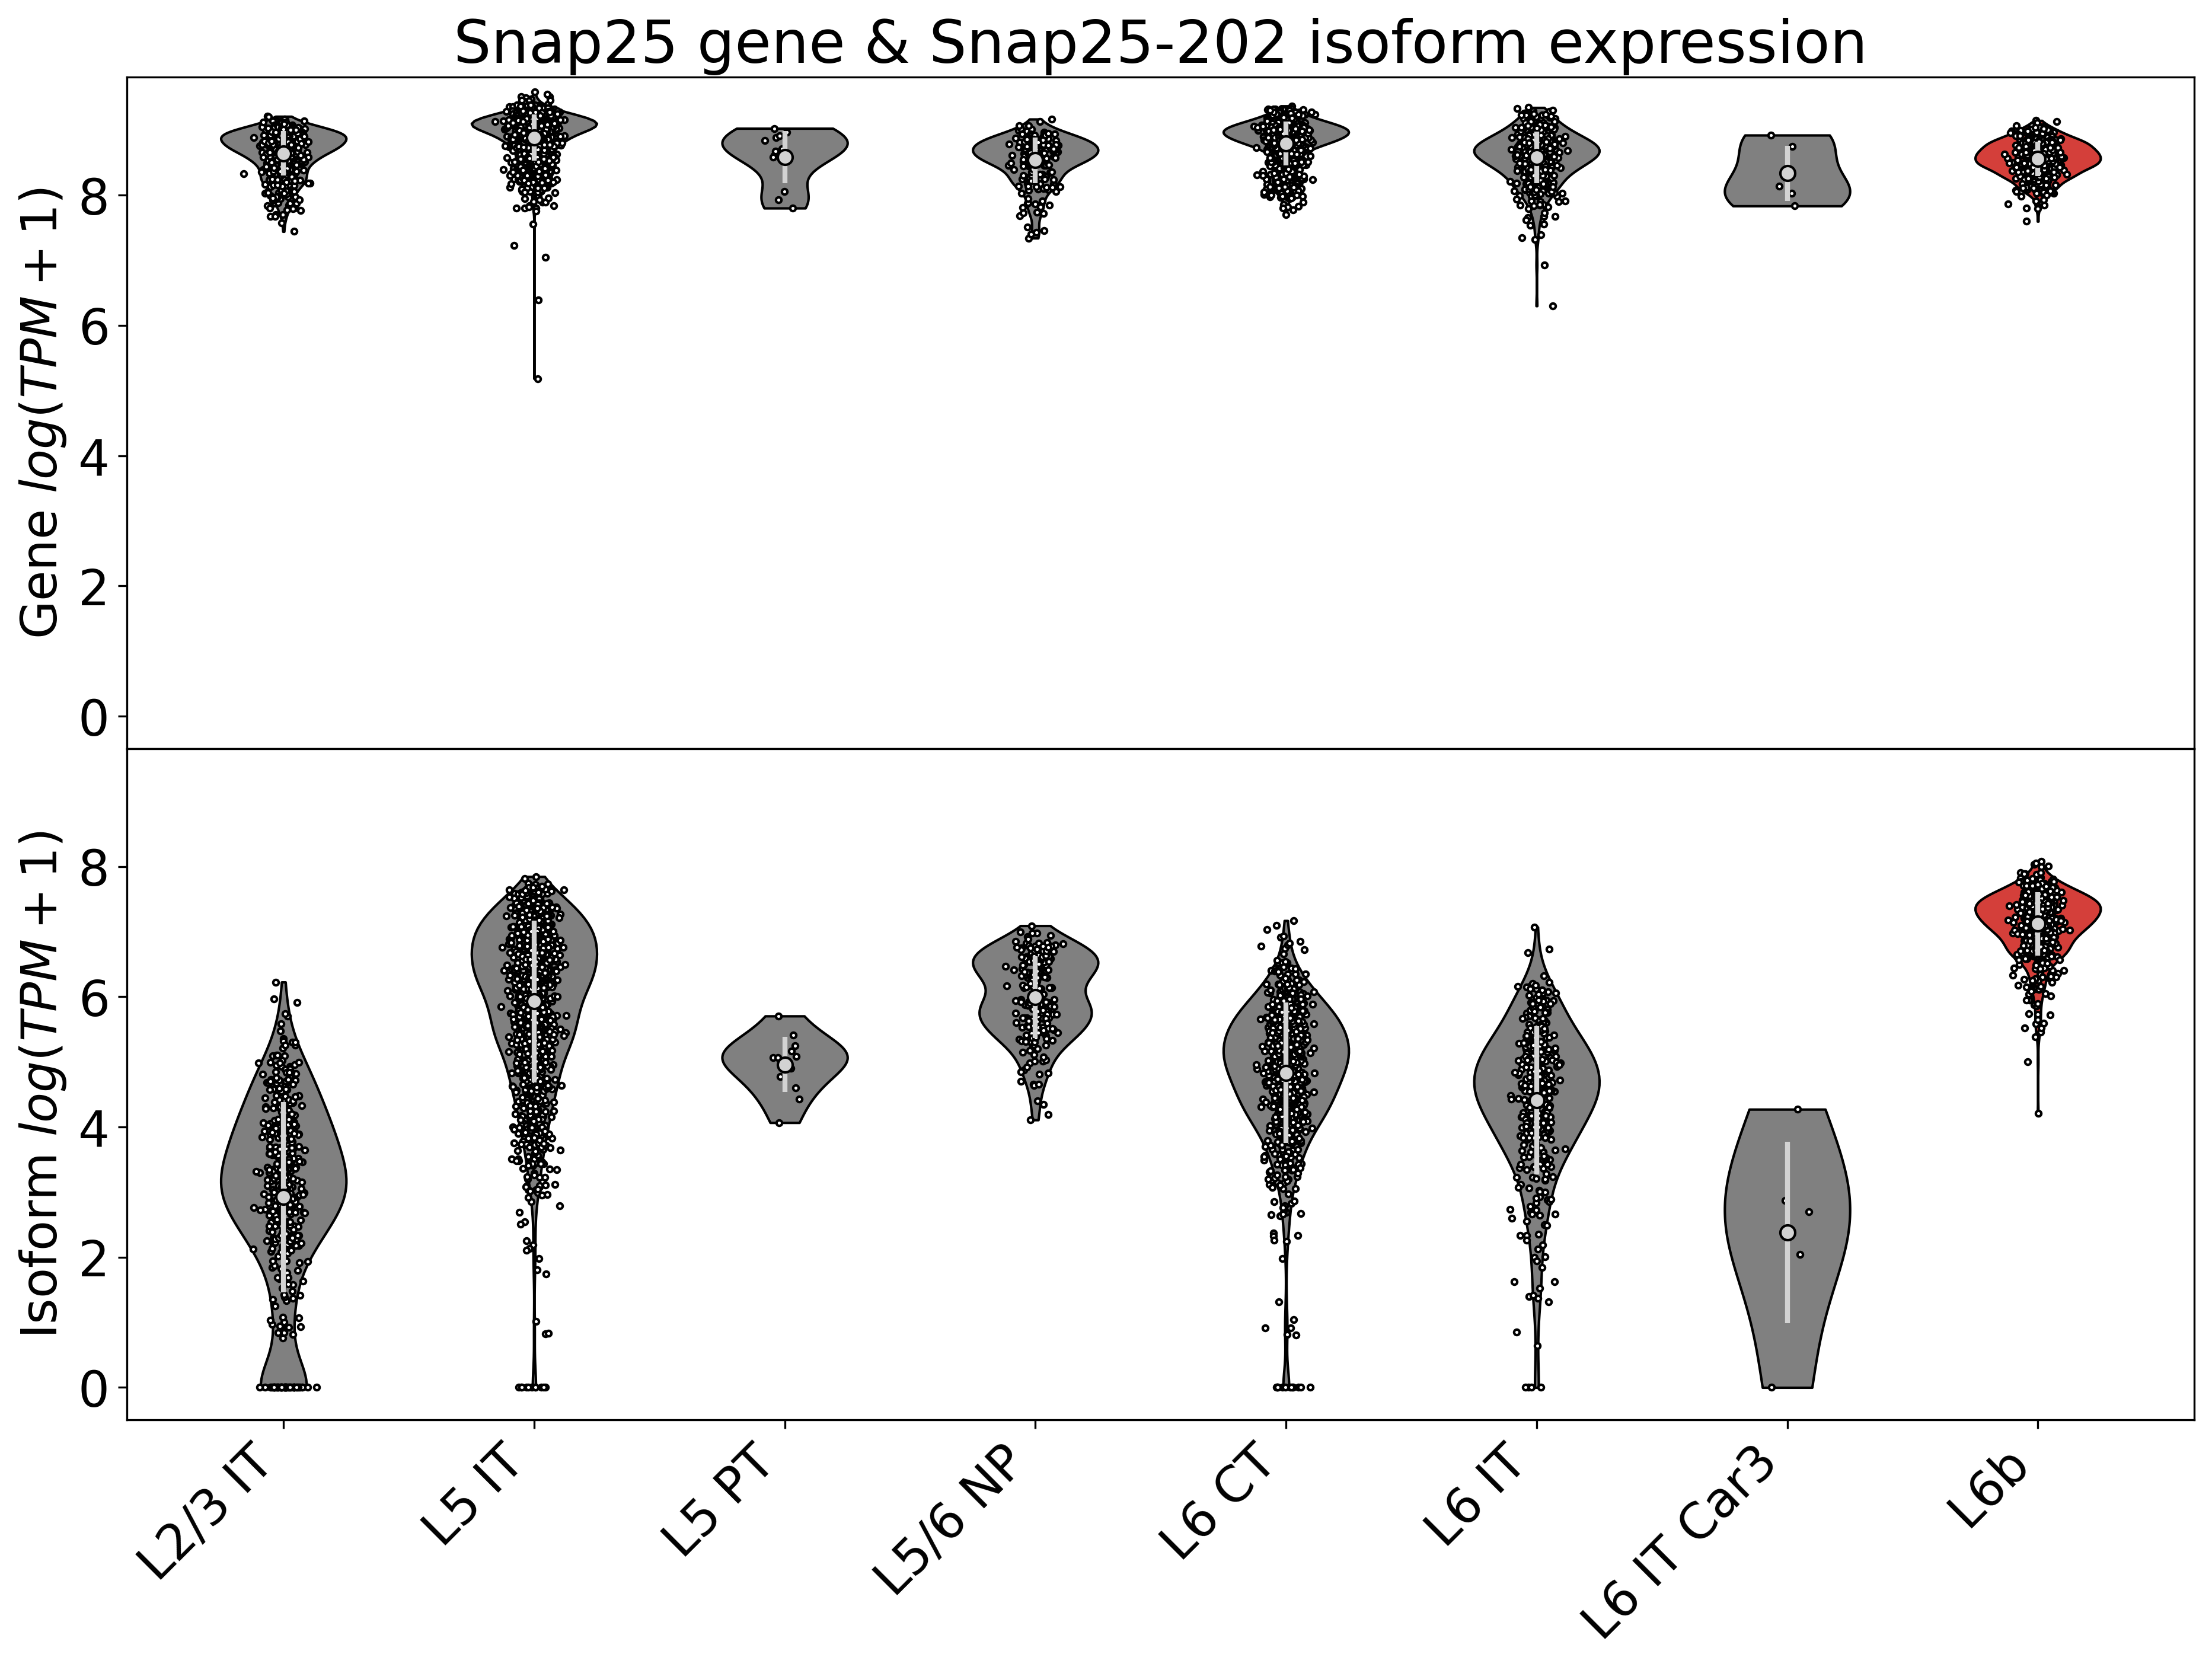 Snap25 gene & Snap25-202 isoform expression
Gene log(TPM + 1)
8
6
4
2
0
Isoform log(TPM + 1)
8
6
4
2
0
L2/3 IT
L5 IT
L5 PT
L5/6 NP
L6 CT
L6 IT
L6 IT Car3
L6b